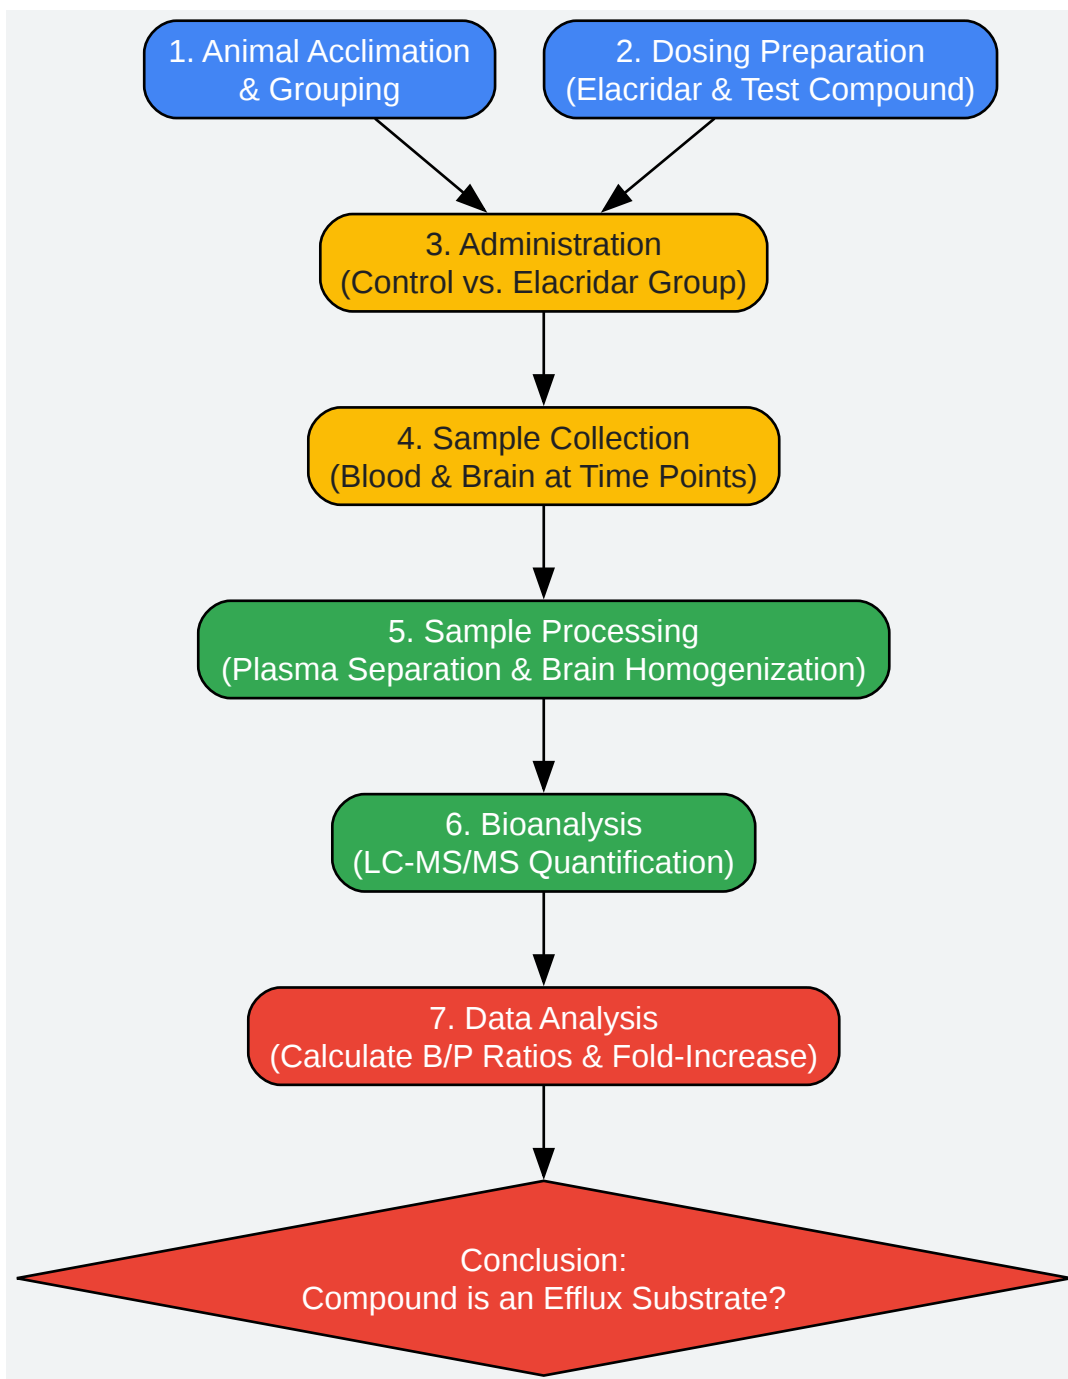 1. Animal Acclimation
& Grouping
2. Dosing Preparation
(Elacridar & Test Compound)
3. Administration
(Control vs. Elacridar Group)
4. Sample Collection
(Blood & Brain at Time Points)
5. Sample Processing
(Plasma Separation & Brain Homogenization)
6. Bioanalysis
(LC-MS/MS Quantification)
7. Data Analysis
(Calculate B/P Ratios & Fold-Increase)
Conclusion:
Compound is an Efflux Substrate?